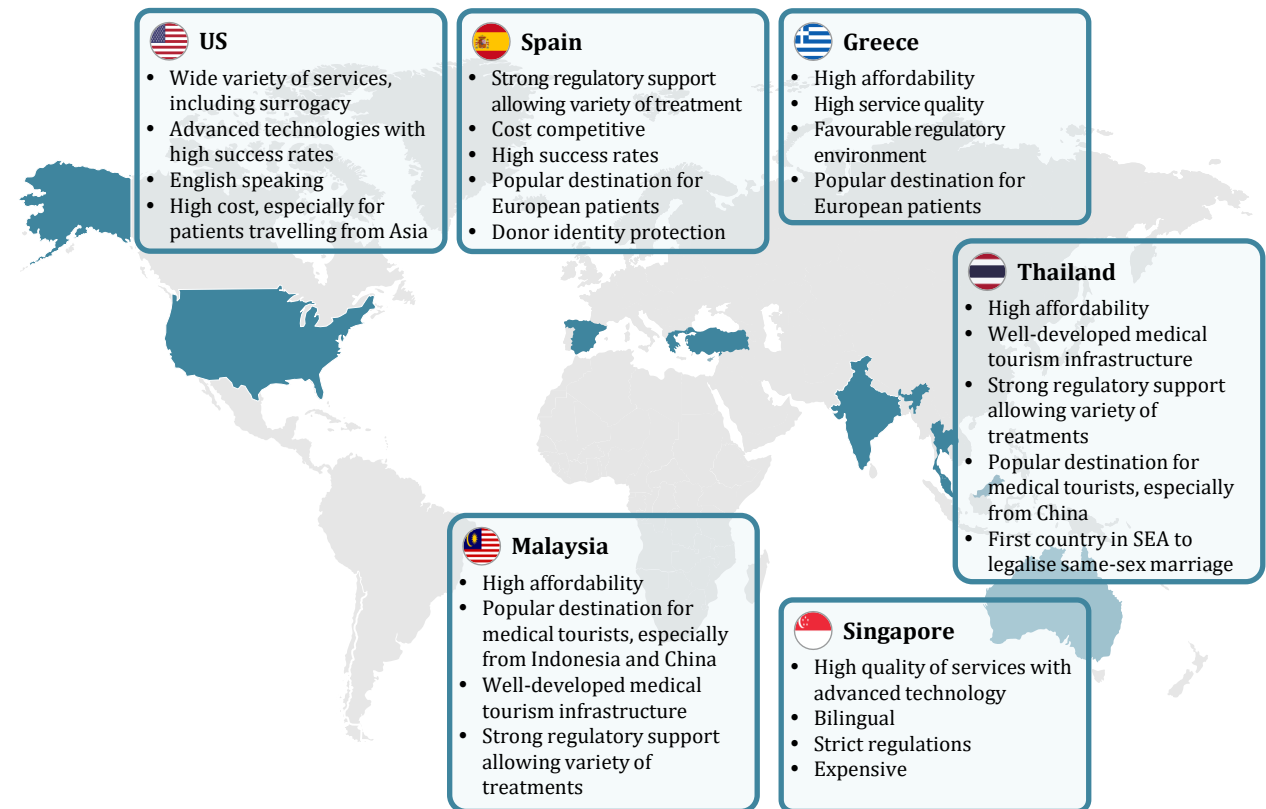 US
• Wide variety of services,
including surrogacy
• Advanced technologies with
high success rates
• English speaking
• High cost, especially for
patients travelling from Asia
Spain
• Strong regulatory support
allowing variety of treatment
• Cost competitive
• High success rates
• Popular destination for
European patients
• Donor identity protection
Greece
• High affordability
• High service quality
• Favourable regulatory
environment
• Popular destination for
European patients
Thailand
• High affordability
• Well-developed medical
tourism infrastructure
• Strong regulatory support
allowing variety of
treatments
• Popular destination for
medical tourists, especially
from China
• First country in SEA to
legalise same-sex marriage
Malaysia
• High affordability
• Popular destination for
medical tourists, especially
from Indonesia and China
• Well-developed medical
tourism infrastructure
• Strong regulatory support
allowing variety of
treatments
Singapore
• High quality of services with
advanced technology
• Bilingual
• Strict regulations
• Expensive